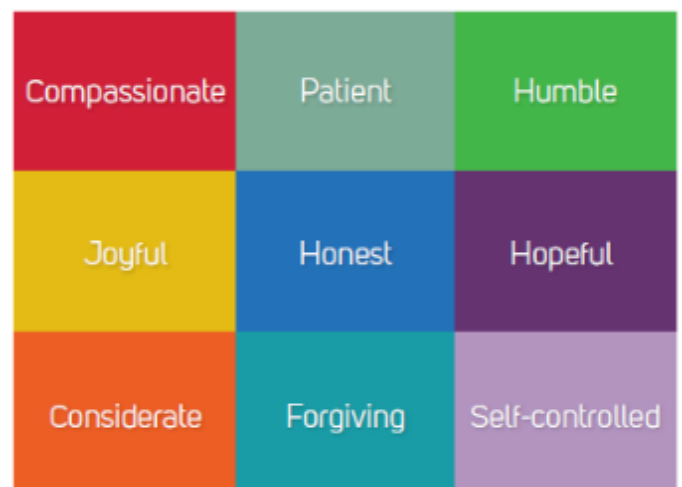 Compassionate
Patient
Humble
Joyful
Honest
Hopeful
Considerate
Forgiving
Self-controlled